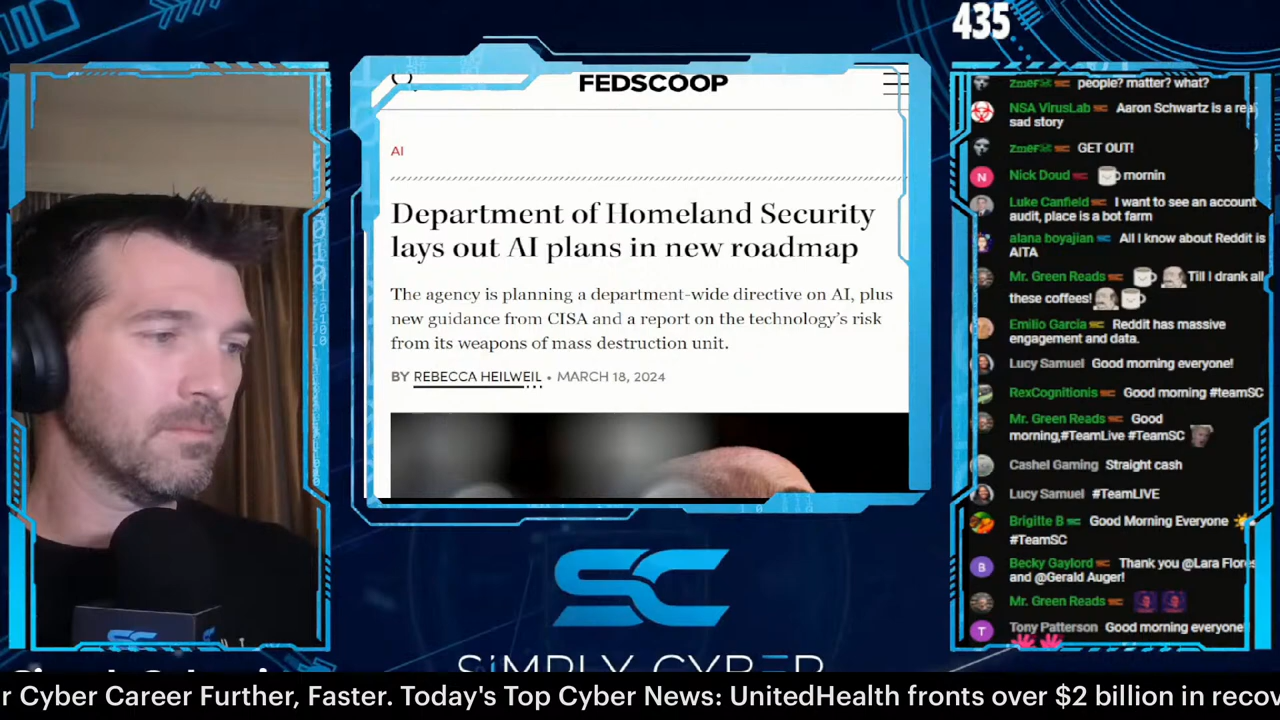 435
FEDSCOOP
AI
Department of Homeland Security
lays out AI plans in new roadmap
The agency is planning a department-wide directive on AI, plus
new guidance from CISA and a report on the technology's risk
from its weapons of mass destruction unit.
BY REBECCA HEILWEIL • MARCH 18, 2024
people? matter? what?
NSA VirusLab Aaron Schwartz is a real
sad story
GET OUT!
N Nick Doud mornin
Luke Canfield I want to see an account
audit, place is a bot farm
alana boyajian All I know about Reddit is
AITA
Mr. Green Reads Till I drank all
these coffees!
Emilio Garcia Reddit has massive
engagement and data.
Lucy Samuel Good morning everyone!
RexCognitionis Good morning #teamSC
Mr. Green Reads Good
morning,#TeamLive #TeamSC
Cashel Gaming Straight cash
Lucy Samuel #TeamLIVE
Brigitte B Good Morning Everyone
#TeamSC
B Becky Gaylord Thank you @Lara Flores
and @Gerald Auger!
Mr. Green Reads
T Tony Patterson Good morning everyone!
SC
SIMPLY CYBER
r Cyber Career Further, Faster. Today's Top Cyber News: UnitedHealth fronts over $2 billion in recov